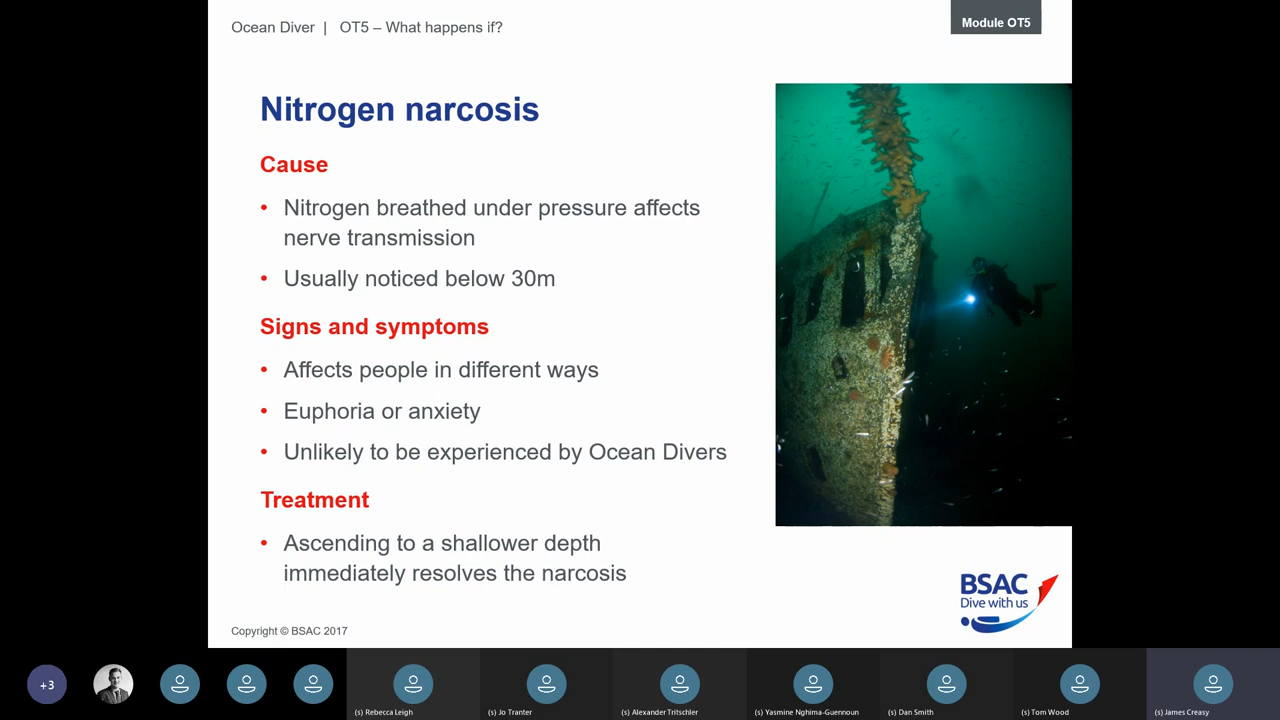 Ocean Diver | OT5 – What happens if?
Module OT5
Nitrogen narcosis
Cause
• Nitrogen breathed under pressure affects
nerve transmission
• Usually noticed below 30m
Signs and symptoms
• Affects people in different ways
• Euphoria or anxiety
• Unlikely to be experienced by Ocean Divers
Treatment
• Ascending to a shallower depth
immediately resolves the narcosis
BSAC
Dive with us
Copyright © BSAC 2017
+3
(s) Rebecca Leigh
(s) Jo Tranter
(s) Alexander Tritschler
(s) Yasmine Nghima-Guennoun
(s) Dan Smith
(s) Tom Wood
(s) James Creasy